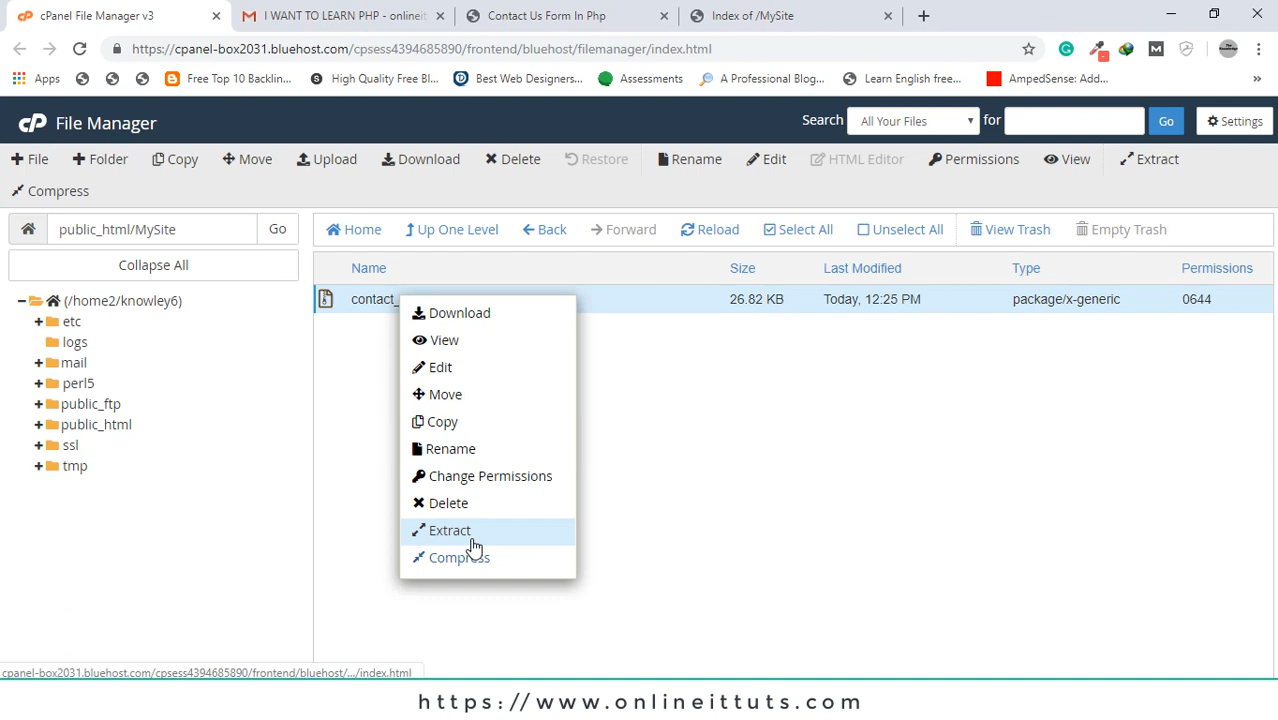 cPanel File Manager v3
I WANT TO LEARN PHP - onlineit
Contact Us Form In Php
Index of /MySite
https://cpanel-box2031.bluehost.com/cpsess4394685890/frontend/bluehost/filemanager/index.html
Apps
Free Top 10 Backlin...
High Quality Free Bl...
Best Web Designers...
Assessments
A Professional Blog...
Learn English free...
AmpedSense: Add...
cP File Manager
Search All Your Files for Go Settings
File Folder Copy Move Upload Download Delete Restore Rename Edit HTML Editor Permissions View Extract
Compress
public_html/MySite Go
Home Up One Level Back Forward Reload Select All Unselect All View Trash Empty Trash
Collapse All
Name Size Last Modified Type Permissions
(/home2/knowley6)
etc
logs
mail
perl5
public_ftp
public_html
ssl
tmp
contact_ 26.82 KB Today, 12:25 PM package/x-generic 0644
Download
View
Edit
Move
Copy
Rename
Change Permissions
Delete
Extract
Compress
cpanel-box2031.bluehost.com/cpsess4394685890/frontend/bluehost/.../index.html
https://www.onlineittuts.com